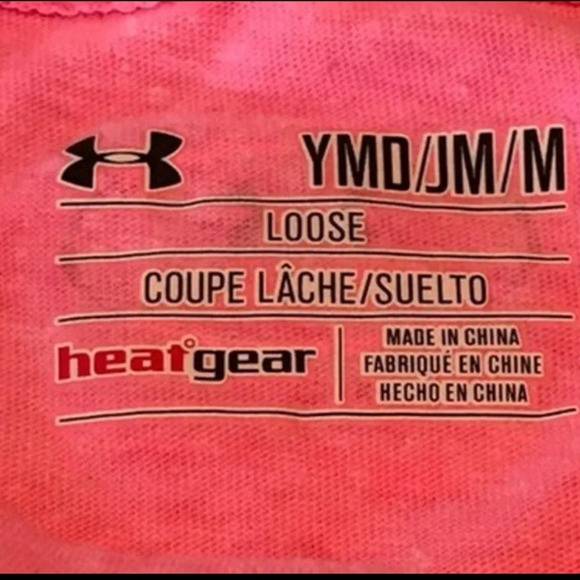 YMD/JM/M
LOOSE
COUPE LÂCHE/SUELTO
heatgear
MADE IN CHINA
FABRIQUÉ EN CHINE
HECHO EN CHINA